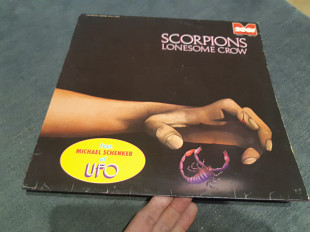 SCORPIONS
LONESOME CROW
MICHAEL SCHENKER
UFO